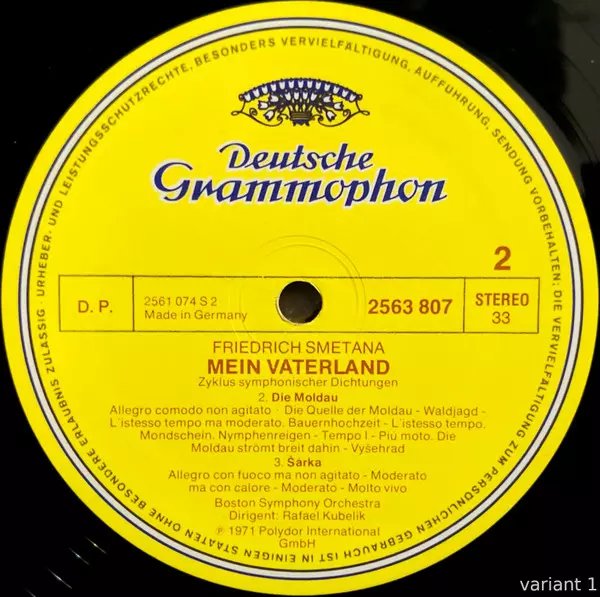 URHEBER- UND LEISTUNGSSCHUTZRECHTE, BESONDERS VERVIELFÄLTIGUNG, AUFFÜHRUNG, SENDUNG VORBEHALTEN; DIE VERVIELFÄLTIGUNG ZUM PERSÖNLICHEN GEBRAUCH IST IN EINIGEN STAATEN OHNE BESONDERE ERLAUBNIS ZULÄSSIG ·
Deutsche
Grammophon
2
D. P.
2561 074 S 2
Made in Germany
2563 807
STEREO
33
FRIEDRICH SMETANA
MEIN VATERLAND
Zyklus symphonischer Dichtungen
2. Die Moldau
Allegro comodo non agitato · Die Quelle der Moldau - Waldjagd -
L'istesso tempo ma moderato. Bauernhochzeit - L'istesso tempo.
Mondschein. Nymphenreigen - Tempo I - Più moto. Die
Moldau strömt breit dahin - Vyšehrad
3. Šárka
Allegro con fuoco ma non agitato - Moderato
ma con calore - Moderato - Molto vivo
Boston Symphony Orchestra
Dirigent: Rafael Kubelik
℗ 1971 Polydor International
GmbH
variant 1